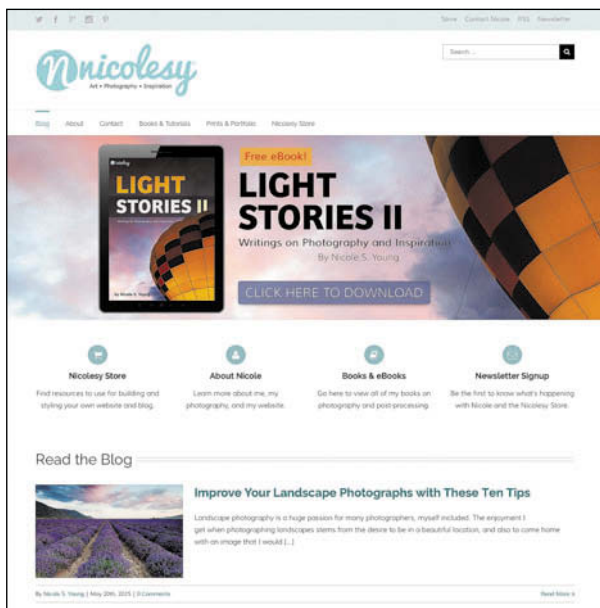 Store Contact Nicole RSS Newsletter
nicolesy
Art • Photography • Inspiration
Search ...
Blog About Contact Books & Tutorials Prints & Portfolio Nicolesy Store
nicolesy
LIGHT
STORIES II
by Nicole S. Young
Free eBook!
LIGHT
STORIES II
Writings on Photography and Inspiration
By Nicole S. Young
CLICK HERE TO DOWNLOAD
Nicolesy Store
Find resources to use for building and
styling your own website and blog.
About Nicole
Learn more about me, my
photography, and my website.
Books & eBooks
Go here to view all of my books on
photography and post processing.
Newsletter Signup
Be the first to know what's happening
with Nicole and the Nicolesy Store.
Read the Blog
Improve Your Landscape Photographs with These Ten Tips
Landscape photography is a huge passion for many photographers, myself included. The enjoyment I
get when photographing landscapes stems from the desire to be in a beautiful location, and also to come home
with an image that I would [...]
By Nicole S. Young | May 20th, 2015 | 0 Comments
Read More